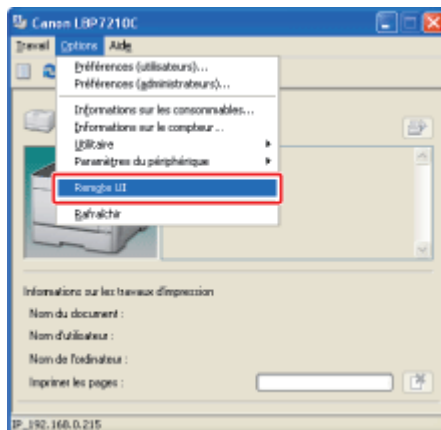 Canon LBP7210C
Travail Options Aide
Préférences (utilisateurs)...
Préférences (administrateurs)...
Informations sur les consommables...
Informations sur le compteur...
Utilitaire
Paramètres du périphérique
Remote UI
Rafraîchir
Informations sur les travaux d'impression
Nom du document :
Nom d'utilisateur :
Nom de l'ordinateur :
Imprimer les pages :
IP_192.168.0.215